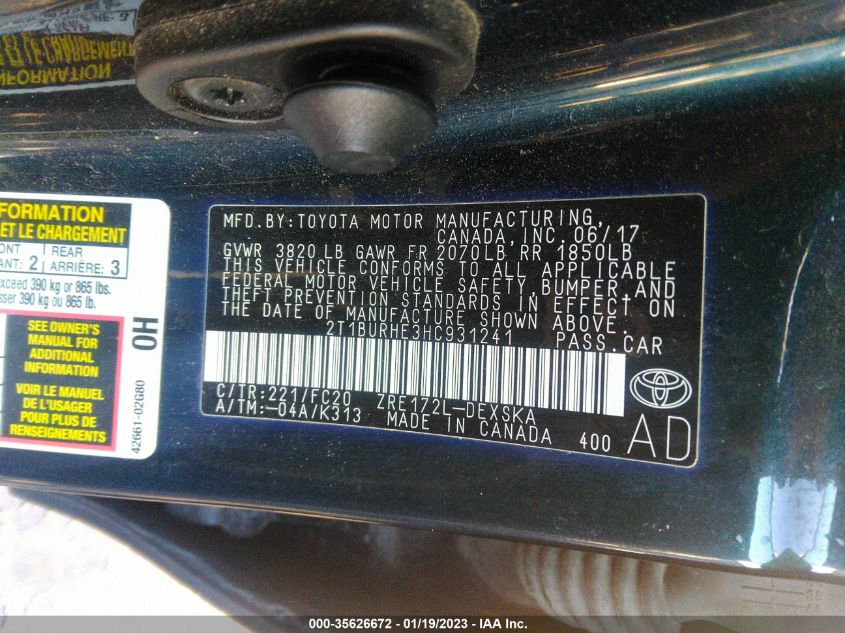 ELLE CHARGEMENT
INFORMATION
FORMATION
ET LE CHARGEMENT
ONT
ANT: 2
REAR
ARRIÈRE: 3
exceed 390 kg or 865 lbs.
sser 390 kg ou 865 lb.
SEE OWNER'S
MANUAL FOR
ADDITIONAL
INFORMATION
VOIR LE MANUEL
DE L'USAGER
POUR PLUS DE
RENSEIGNEMENTS
OH
42661-02G80
MFD.BY:TOYOTA MOTOR MANUFACTURING,
CANADA, INC. 06/17
GVWR 3820 LB GAWR FR 2070LB RR 1850LB
THIS VEHICLE CONFORMS TO ALL APPLICABLE
FEDERAL MOTOR VEHICLE SAFETY, BUMPER, AND
THEFT PREVENTION STANDARDS IN EFFECT ON
THE DATE OF MANUFACTURE SHOWN ABOVE.
2T1BURHE3HC931241 PASS.CAR
C/TR:221/FC20 ZRE172L-DEXSKA
A/TM:-04A/K313 MADE IN CANADA 400
AD
000-35626672 / 01/19/2023 - IAA Inc.